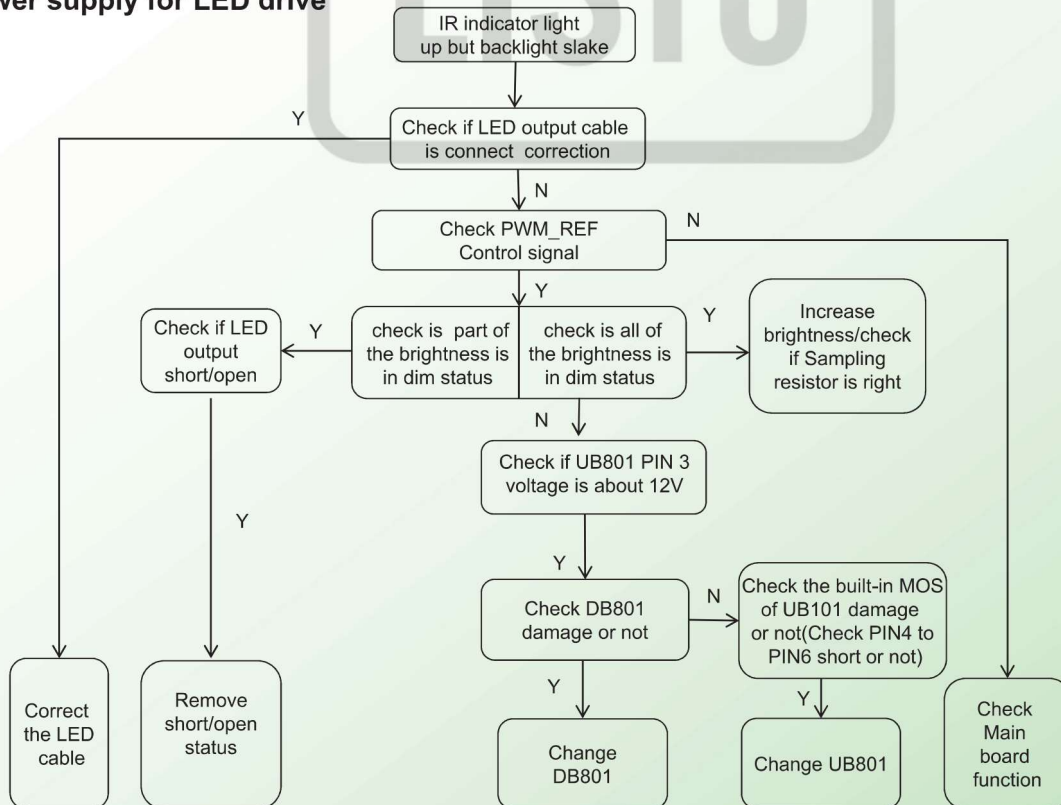 wer supply for LED drive
LISTO
IR indicator light
up but backlight slake
Y
Check if LED output cable
is connect  correction
N
Check PWM_REF
Control signal
N
Y
Check if LED
output
short/open
Y
check is  part of
the brightness is
in dim status
check is all of
the brightness is
in dim status
Y
Increase
brightness/check
if Sampling
resistor is right
N
Check if UB801 PIN 3
voltage is about 12V
Y
Y
Check DB801
damage or not
N
Check the built-in MOS
of UB101 damage
or not(Check PIN4 to
PIN6 short or not)
Y
Y
Correct
the LED
cable
Remove
short/open
status
Change
DB801
Change UB801
Check
Main
board
function